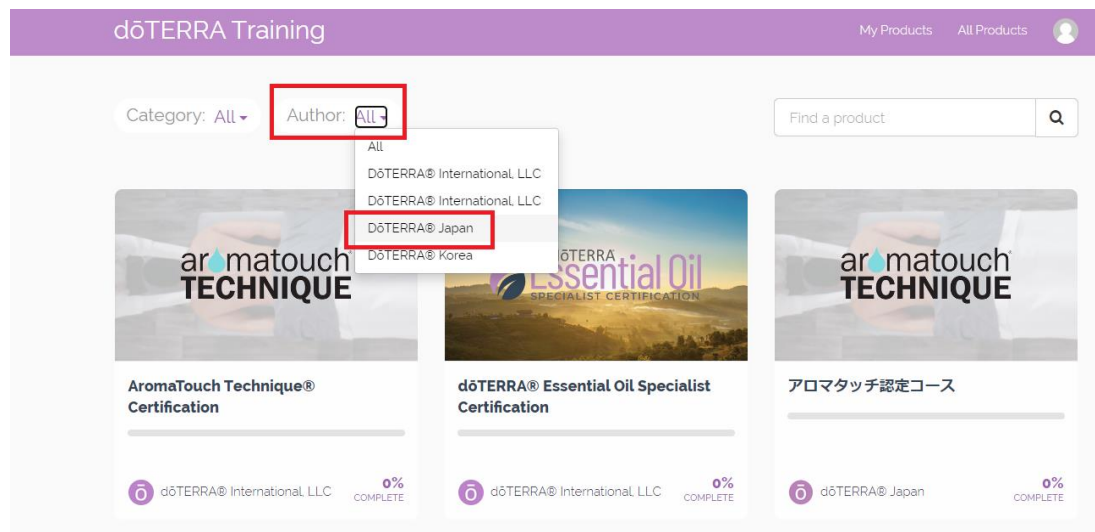 dōTERRA Training
My Products All Products
Category: All
Author: All
Find a product
All
DōTERRA® International, LLC
DōTERRA® International, LLC
DōTERRA® Japan
DōTERRA® Korea
aromatouch
TECHNIQUE
dōTERRA
Essential Oil
SPECIALIST CERTIFICATION
aromatouch
TECHNIQUE
AromaTouch Technique®
Certification
dōTERRA® Essential Oil Specialist
Certification
アロマタッチ認定コース
ō dōTERRA® International, LLC
0%
COMPLETE
ō dōTERRA® International, LLC
0%
COMPLETE
ō dōTERRA® Japan
0%
COMPLETE